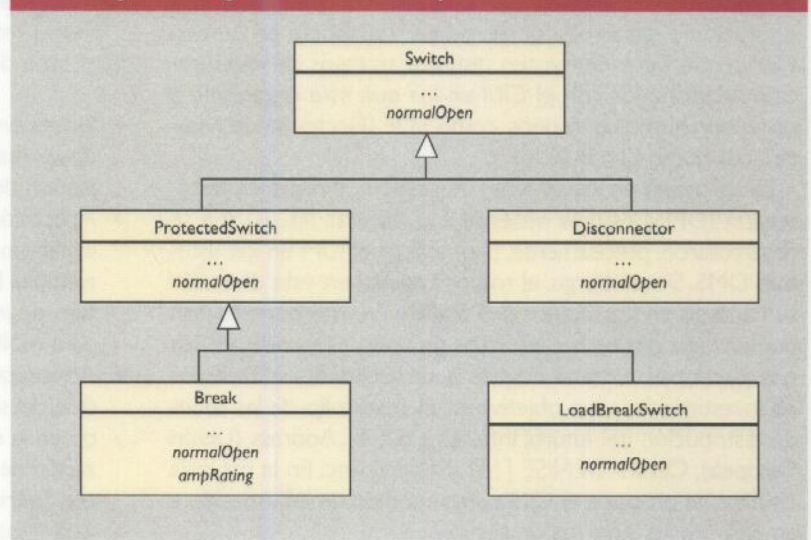 Switch
...
normalOpen
ProtectedSwitch
...
normalOpen
Disconnector
...
normalOpen
Break
...
normalOpen
ampRating
LoadBreakSwitch
...
normalOpen